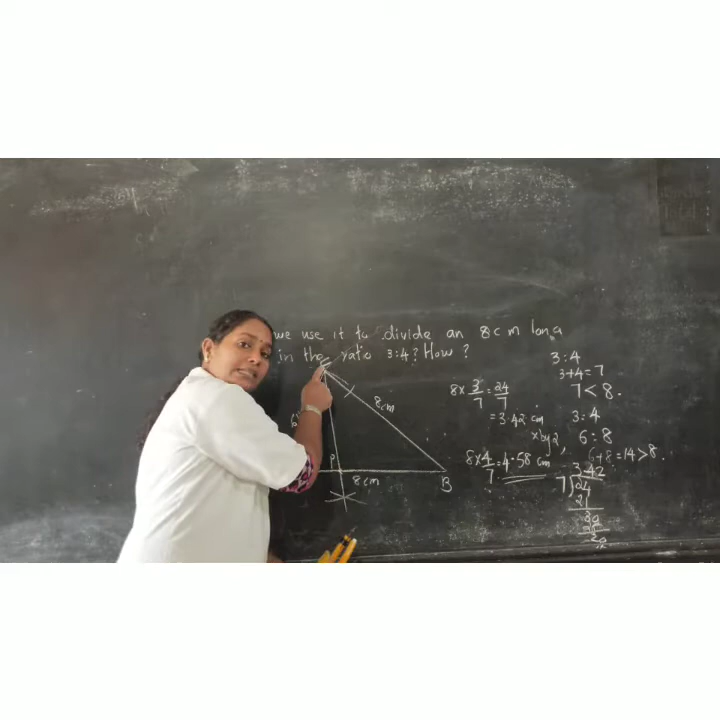 we use it to divide an 8cm long
in the ratio 3:4? How?
8cm
P
8cm
B
8 × 3/7 = 24/7
= 3.42 cm
8 × 4/7 = 4.58 cm
3:4
3+4=7
7 < 8.
3:4
×by 2,
6:8
6+8=14>8.
3.42
7)24
21
30
28
20